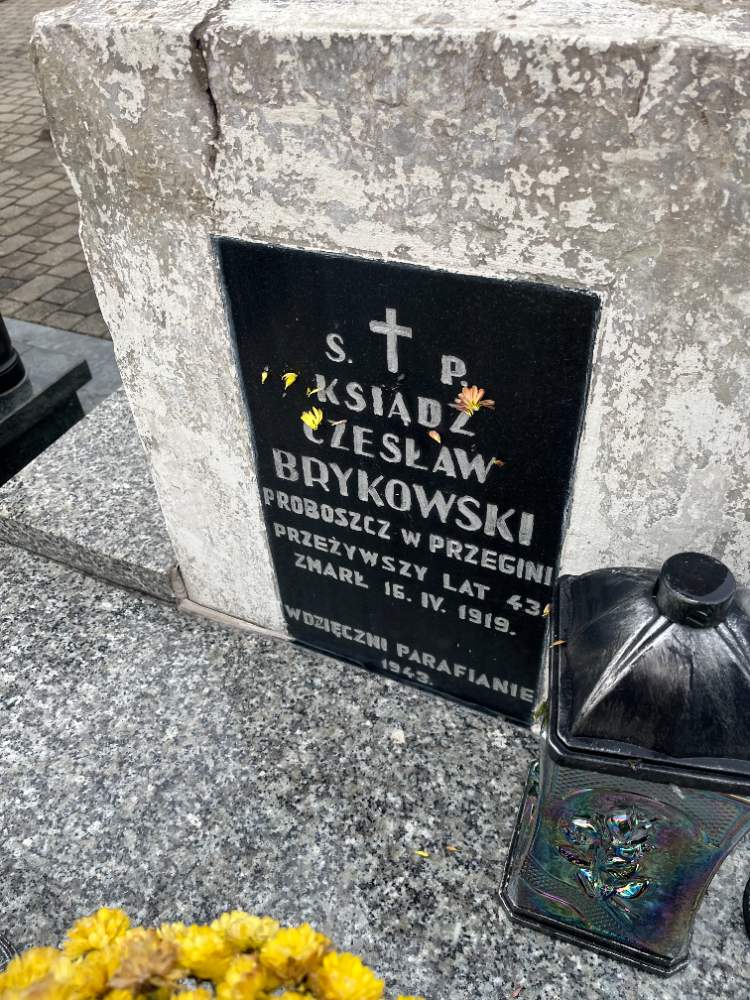 S. P.
KSIĄDZ
CZESŁAW
BRYKOWSKI
PROBOSZCZ W PRZEGINI
PRZEŻYWSZY LAT 43
ZMARŁ 16. IV. 1919.
WDZIĘCZNI PARAFIANIE
1943.